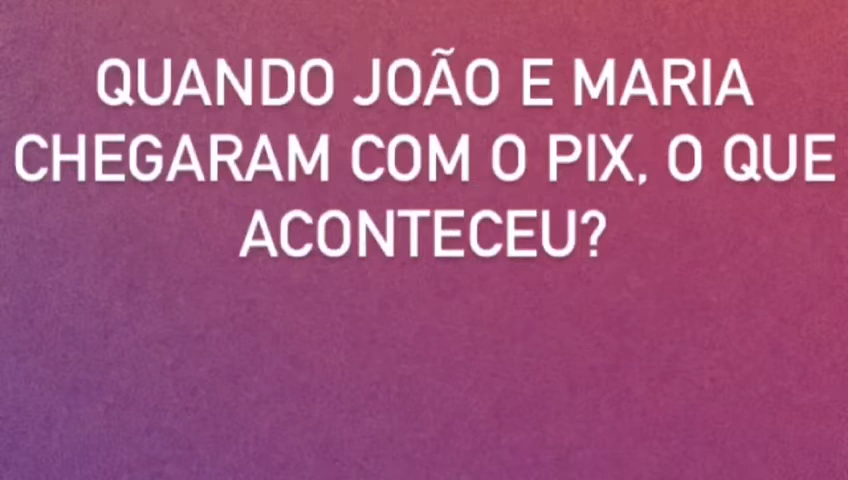 QUANDO JOÃO E MARIA
CHEGARAM COM O PIX, O QUE
ACONTECEU?